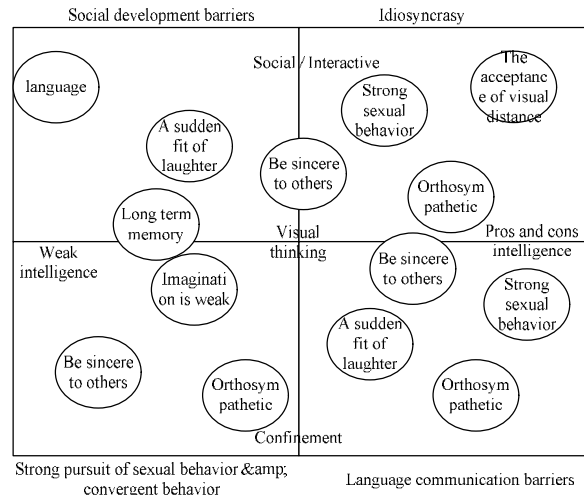 Social development barriers
Idiosyncrasy
Social / Interactive
language
The
acceptanc
e of visual
distance
Strong
sexual
behavior
A sudden
fit of
laughter
Be sincere
to others
Orthosym
pathetic
Long term
memory
Visual
thinking
Pros and cons
intelligence
Weak
intelligence
Be sincere
to others
Imaginati
on is weak
Strong
sexual
behavior
A sudden
fit of
laughter
Be sincere
to others
Orthosym
pathetic
Orthosym
pathetic
Confinement
Strong pursuit of sexual behavior &amp;
convergent behavior
Language communication barriers